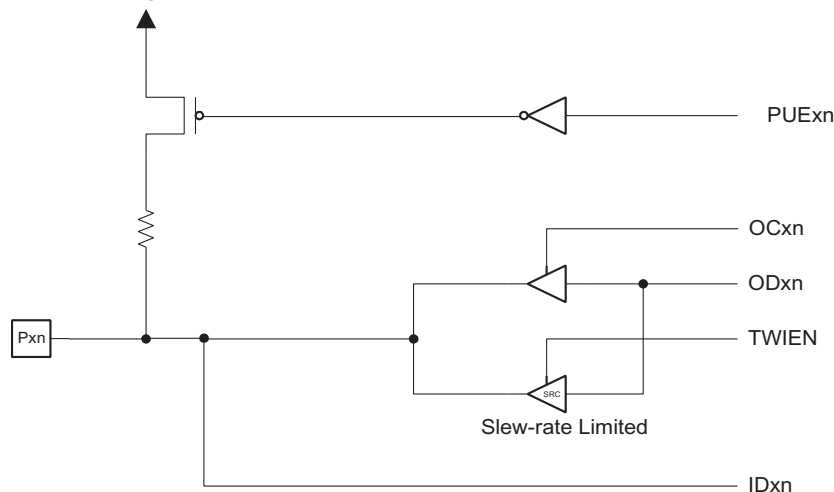 PUExn
OCxn
ODxn
Pxn
TWIEN
SRC
Slew-rate Limited
IDxn